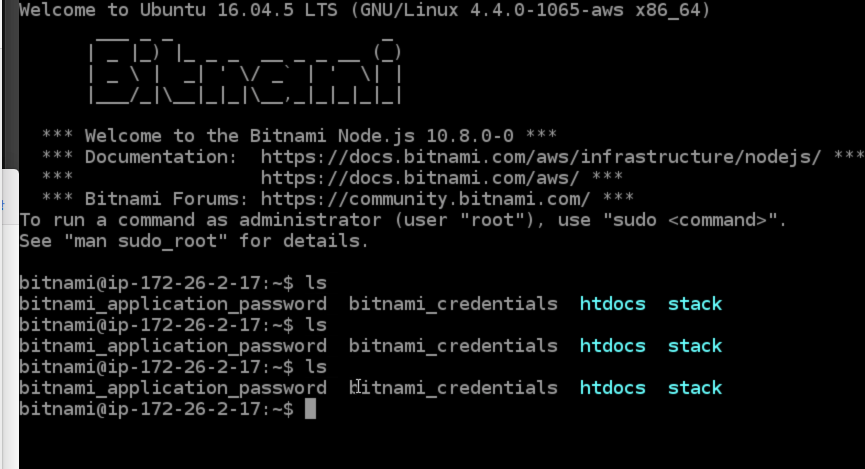 Welcome to Ubuntu 16.04.5 LTS (GNU/Linux 4.4.0-1065-aws x86_64)
Bitnami
*** Welcome to the Bitnami Node.js 10.8.0-0 ***
*** Documentation:  https://docs.bitnami.com/aws/infrastructure/nodejs/ ***
***                 https://docs.bitnami.com/aws/ ***
*** Bitnami Forums: https://community.bitnami.com/ ***
To run a command as administrator (user "root"), use "sudo <command>".
See "man sudo_root" for details.
bitnami@ip-172-26-2-17:~$ ls
bitnami_application_password  bitnami_credentials  htdocs  stack
bitnami@ip-172-26-2-17:~$ ls
bitnami_application_password  bitnami_credentials  htdocs  stack
bitnami@ip-172-26-2-17:~$ ls
bitnami_application_password  bitnami_credentials  htdocs  stack
bitnami@ip-172-26-2-17:~$